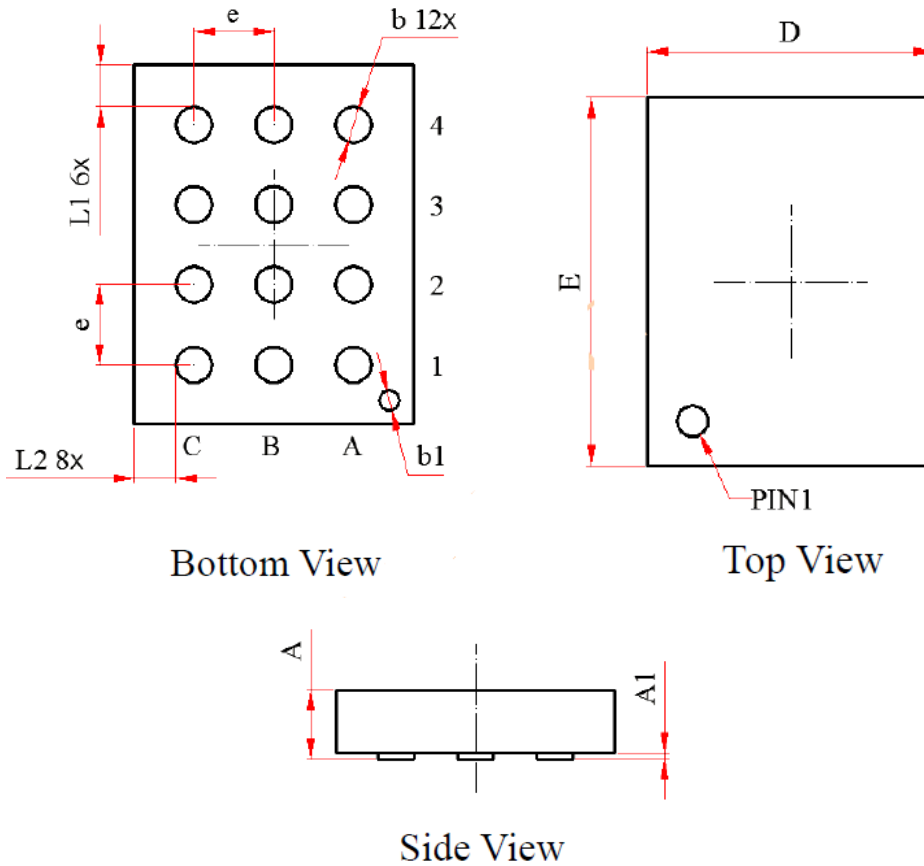 e
b 12x
D
4
L1 6x
3
E
2
e
1
C B A
b1
L2 8x
PIN1
Bottom View
Top View
A
A1
Side View